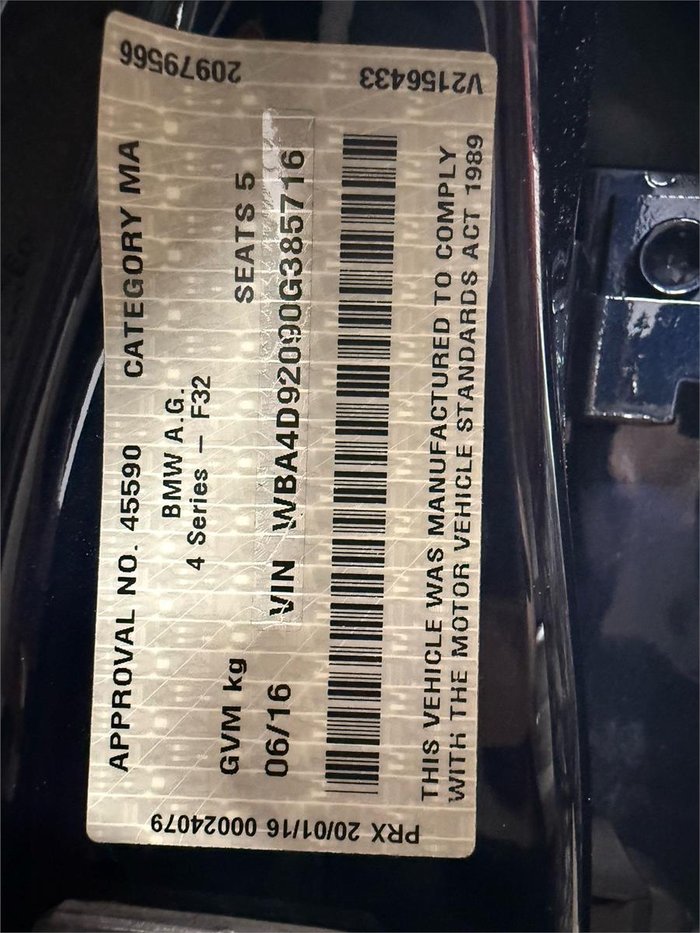 APPROVAL NO. 45590 CATEGORY MA
BMW A.G.
4 Series – F32
GVM kg SEATS 5
06/16 VIN WBA4D92090G385716
THIS VEHICLE WAS MANUFACTURED TO COMPLY
WITH THE MOTOR VEHICLE STANDARDS ACT 1989
20979566
V2156433
PRX 20/01/16 00024079